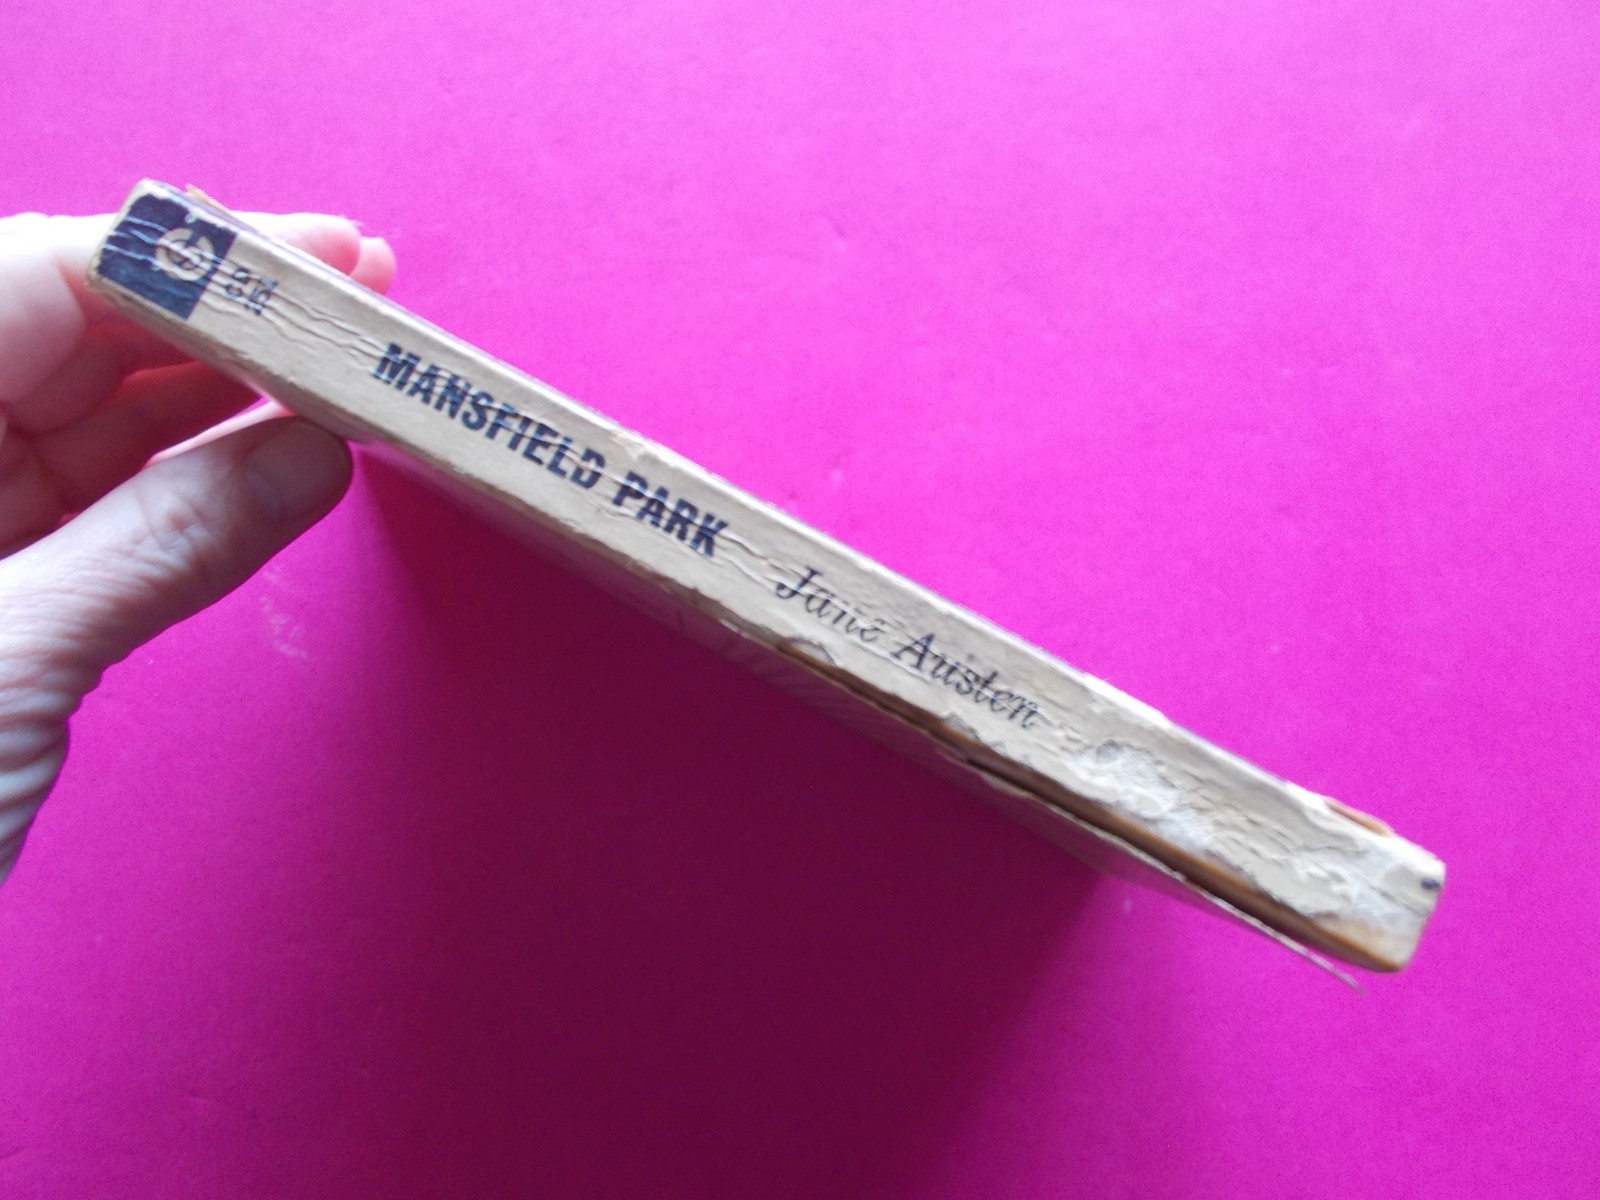 MANSFIELD PARK Jane Austen